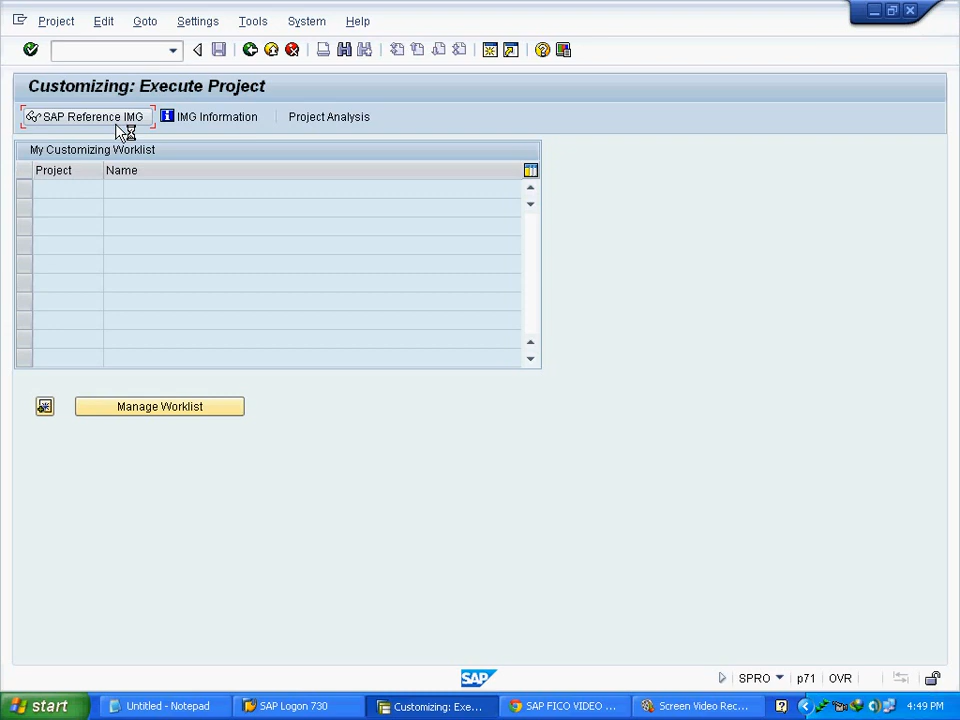 Project Edit Goto Settings Tools System Help
Customizing: Execute Project
SAP Reference IMG IMG Information Project Analysis
My Customizing Worklist
Project Name
Manage Worklist
SAP
SPRO p71 OVR
start Untitled - Notepad SAP Logon 730 Customizing: Exe... SAP FICO VIDEO ... Screen Video Rec... 4:49 PM